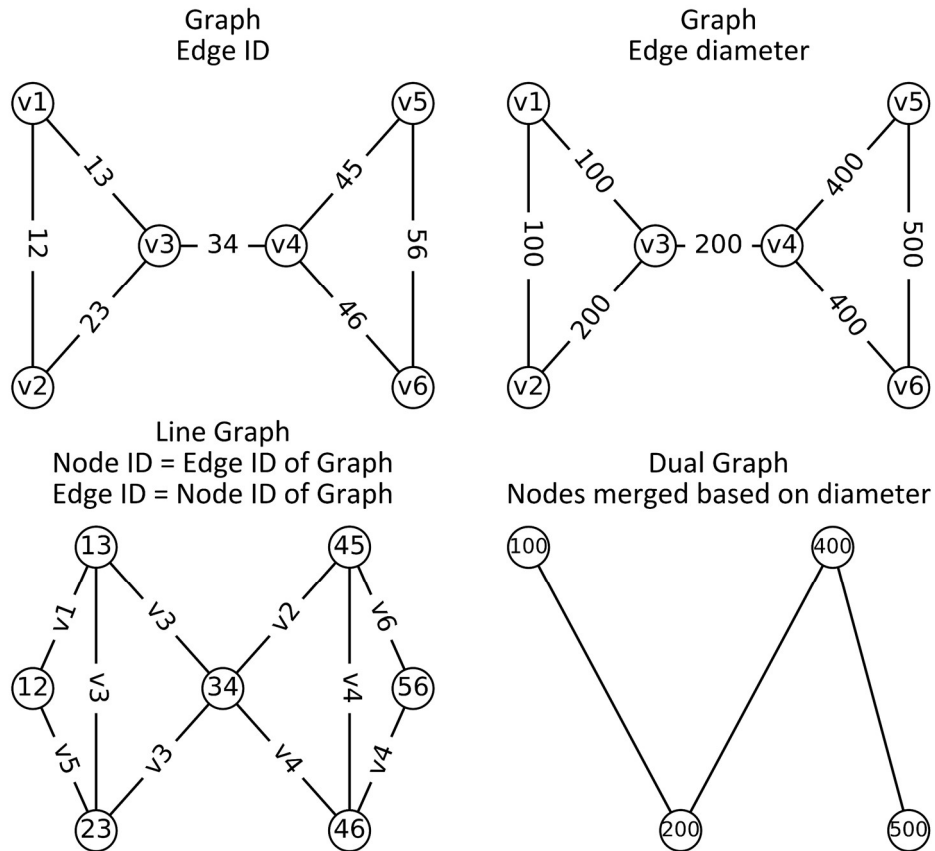 Graph
Edge ID
v1
v5
13
45
12
v3
34
v4
56
23
46
v2
v6
Graph
Edge diameter
v1
v5
100
400
100
v3
200
v4
500
200
400
v2
v6
Line Graph
Node ID = Edge ID of Graph
Edge ID = Node ID of Graph
13
45
v1
v3
v2
v6
12
v3
34
v4
56
v5
v3
v4
v4
23
46
Dual Graph
Nodes merged based on diameter
100
400
200
500